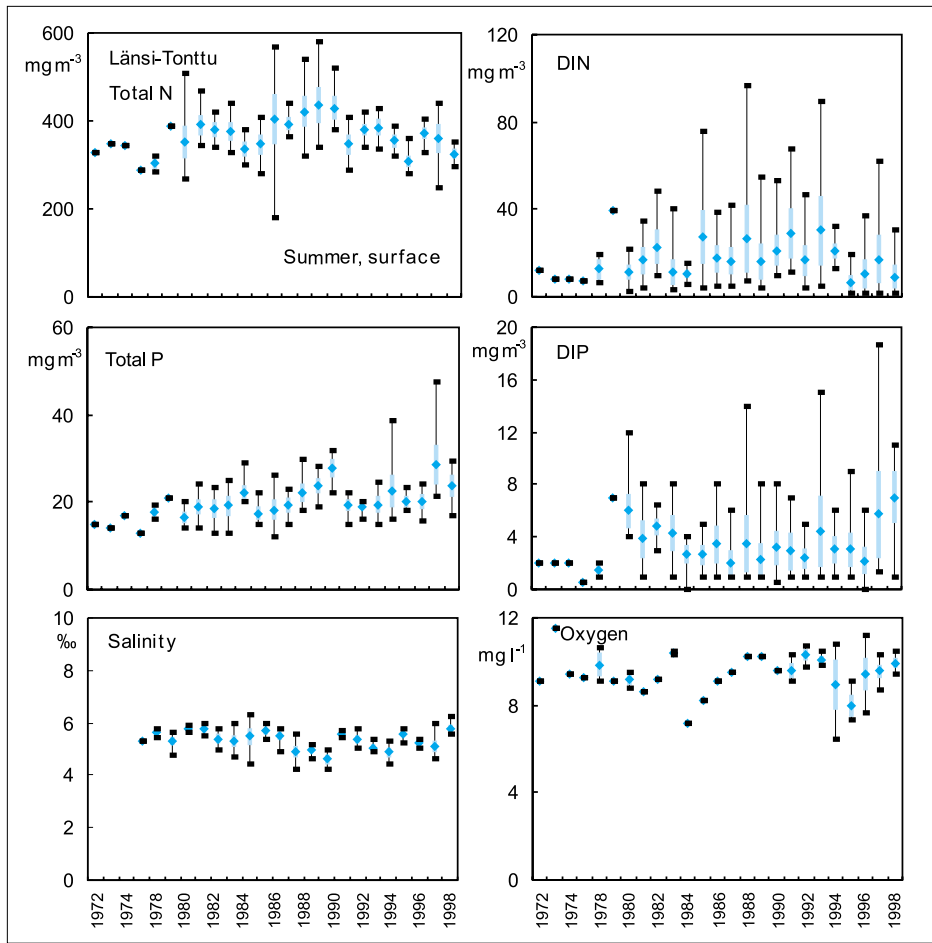 600
mg m-3
Länsi-Tonttu
Total N
400
200
Summer, surface
0
120
mg m-3
DIN
80
40
0
60
mg m-3
Total P
40
20
0
20
mg m-3
DIP
16
12
8
4
0
10
‰
Salinity
8
6
4
2
0
1972 1974 1978 1980 1982 1984 1986 1988 1990 1992 1994 1996 1998
12
mg l-1
Oxygen
8
4
0
1972 1974 1978 1980 1982 1984 1986 1988 1990 1992 1994 1996 1998